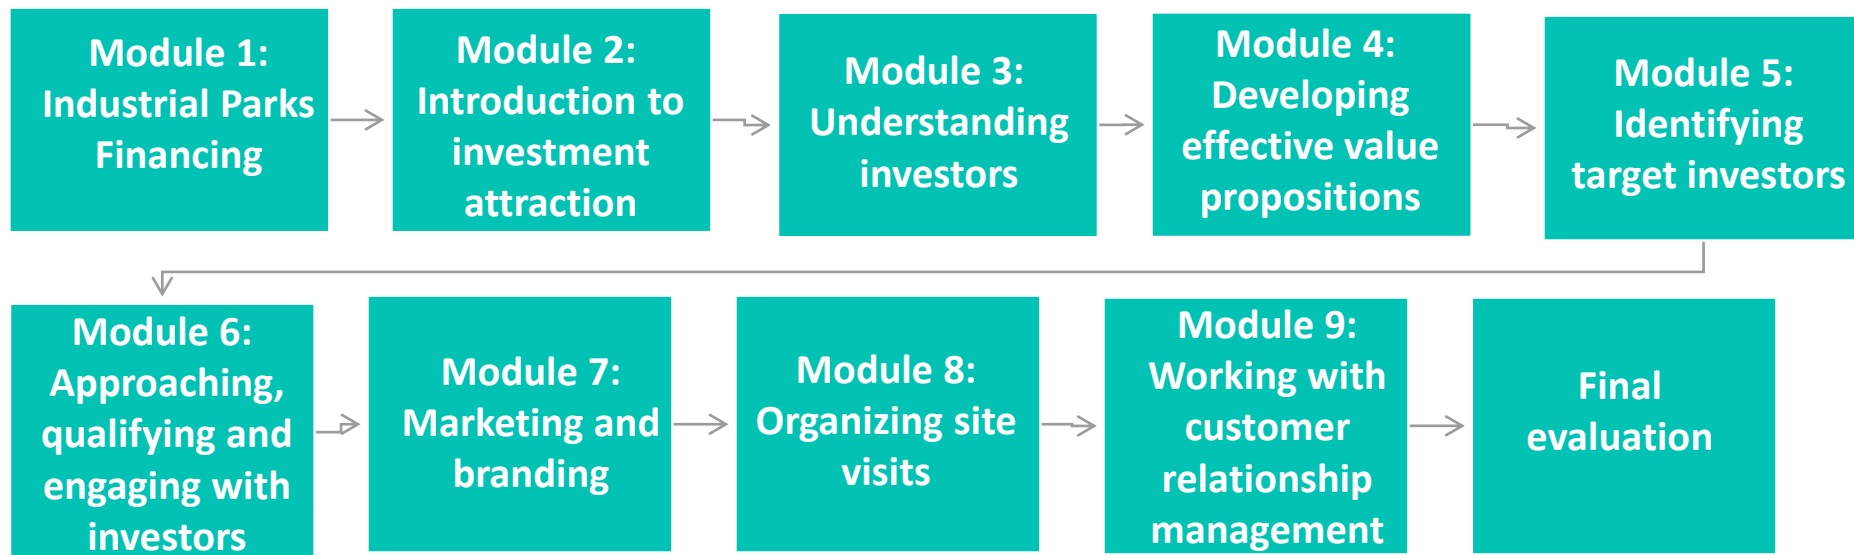 Module 1:
Industrial Parks
Financing
Module 2:
Introduction to
investment
attraction
Module 3:
Understanding
investors
Module 4:
Developing
effective value
propositions
Module 5:
Identifying
target investors
Module 6:
Approaching,
qualifying and
engaging with
investors
Module 7:
Marketing and
branding
Module 8:
Organizing site
visits
Module 9:
Working with
customer
relationship
management
Final
evaluation